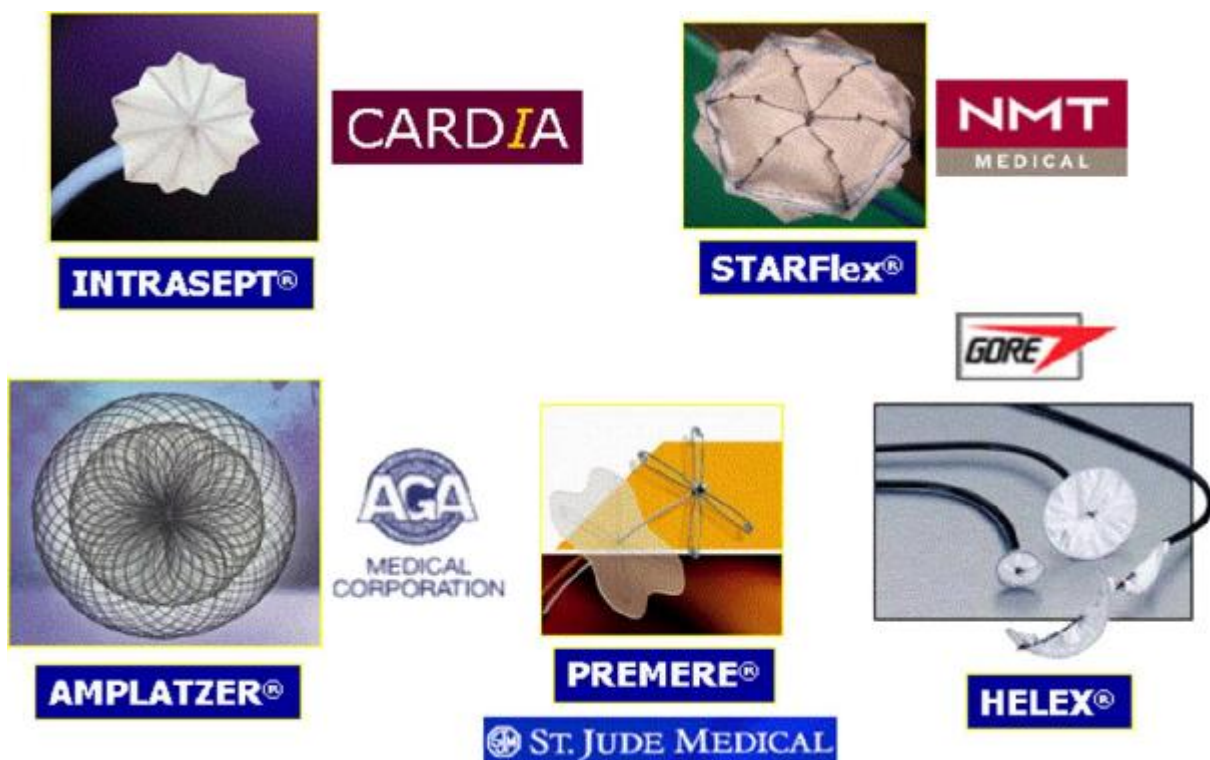 CARDIA
NMT
MEDICAL
INTRASEPT®
STARFlex®
GORE
AGA
MEDICAL
CORPORATION
AMPLATZER®
PREMERE®
HELEX®
ST. JUDE MEDICAL